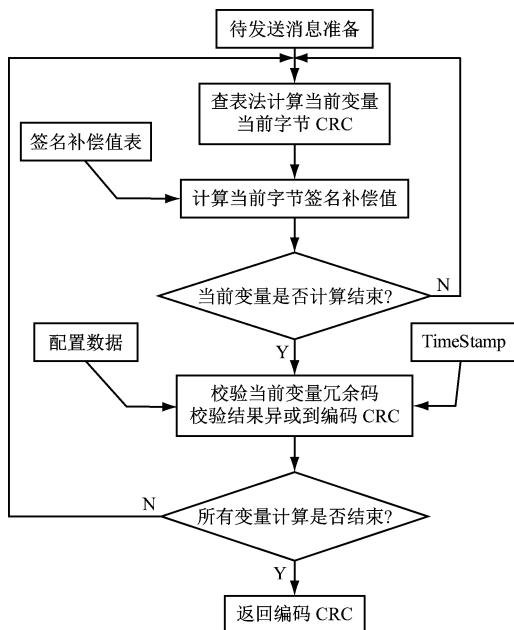 待发送消息准备
查表法计算当前变量
当前字节 CRC
签名补偿值表
计算当前字节签名补偿值
当前变量是否计算结束?
N
Y
配置数据
TimeStamp
校验当前变量冗余码
校验结果异或到编码 CRC
N
所有变量计算是否结束?
Y
返回编码 CRC